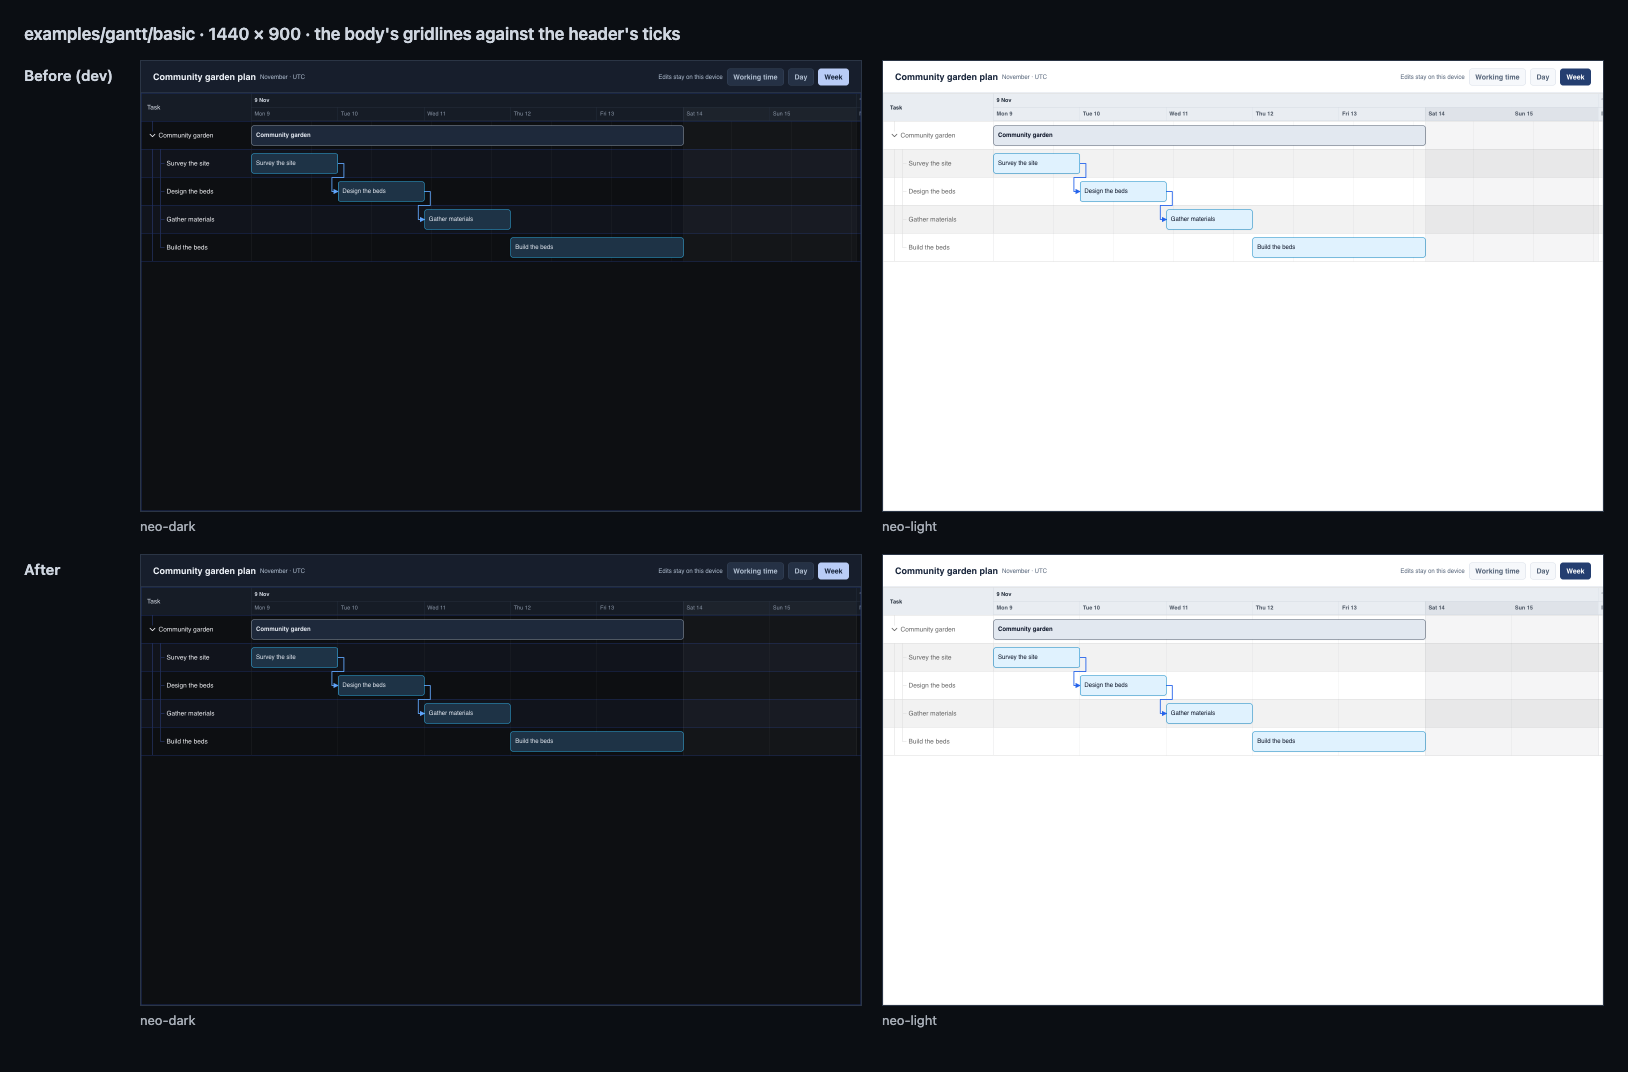 examples/gantt/basic · 1440 × 900 · the body's gridlines against the header's ticks
Before (dev)
Community garden plan November · UTC Edits stay on this device Working time Day Week
Task 9 Nov
Mon 9 Tue 10 Wed 11 Thu 12 Fri 13 Sat 14 Sun 15
Community garden Community garden
Survey the site Survey the site
Design the beds Design the beds
Gather materials Gather materials
Build the beds Build the beds
neo-dark
Community garden plan November · UTC Edits stay on this device Working time Day Week
Task 9 Nov
Mon 9 Tue 10 Wed 11 Thu 12 Fri 13 Sat 14 Sun 15
Community garden Community garden
Survey the site Survey the site
Design the beds Design the beds
Gather materials Gather materials
Build the beds Build the beds
neo-light
After
Community garden plan November · UTC Edits stay on this device Working time Day Week
Task 9 Nov
Mon 9 Tue 10 Wed 11 Thu 12 Fri 13 Sat 14 Sun 15
Community garden Community garden
Survey the site Survey the site
Design the beds Design the beds
Gather materials Gather materials
Build the beds Build the beds
neo-dark
Community garden plan November · UTC Edits stay on this device Working time Day Week
Task 9 Nov
Mon 9 Tue 10 Wed 11 Thu 12 Fri 13 Sat 14 Sun 15
Community garden Community garden
Survey the site Survey the site
Design the beds Design the beds
Gather materials Gather materials
Build the beds Build the beds
neo-light